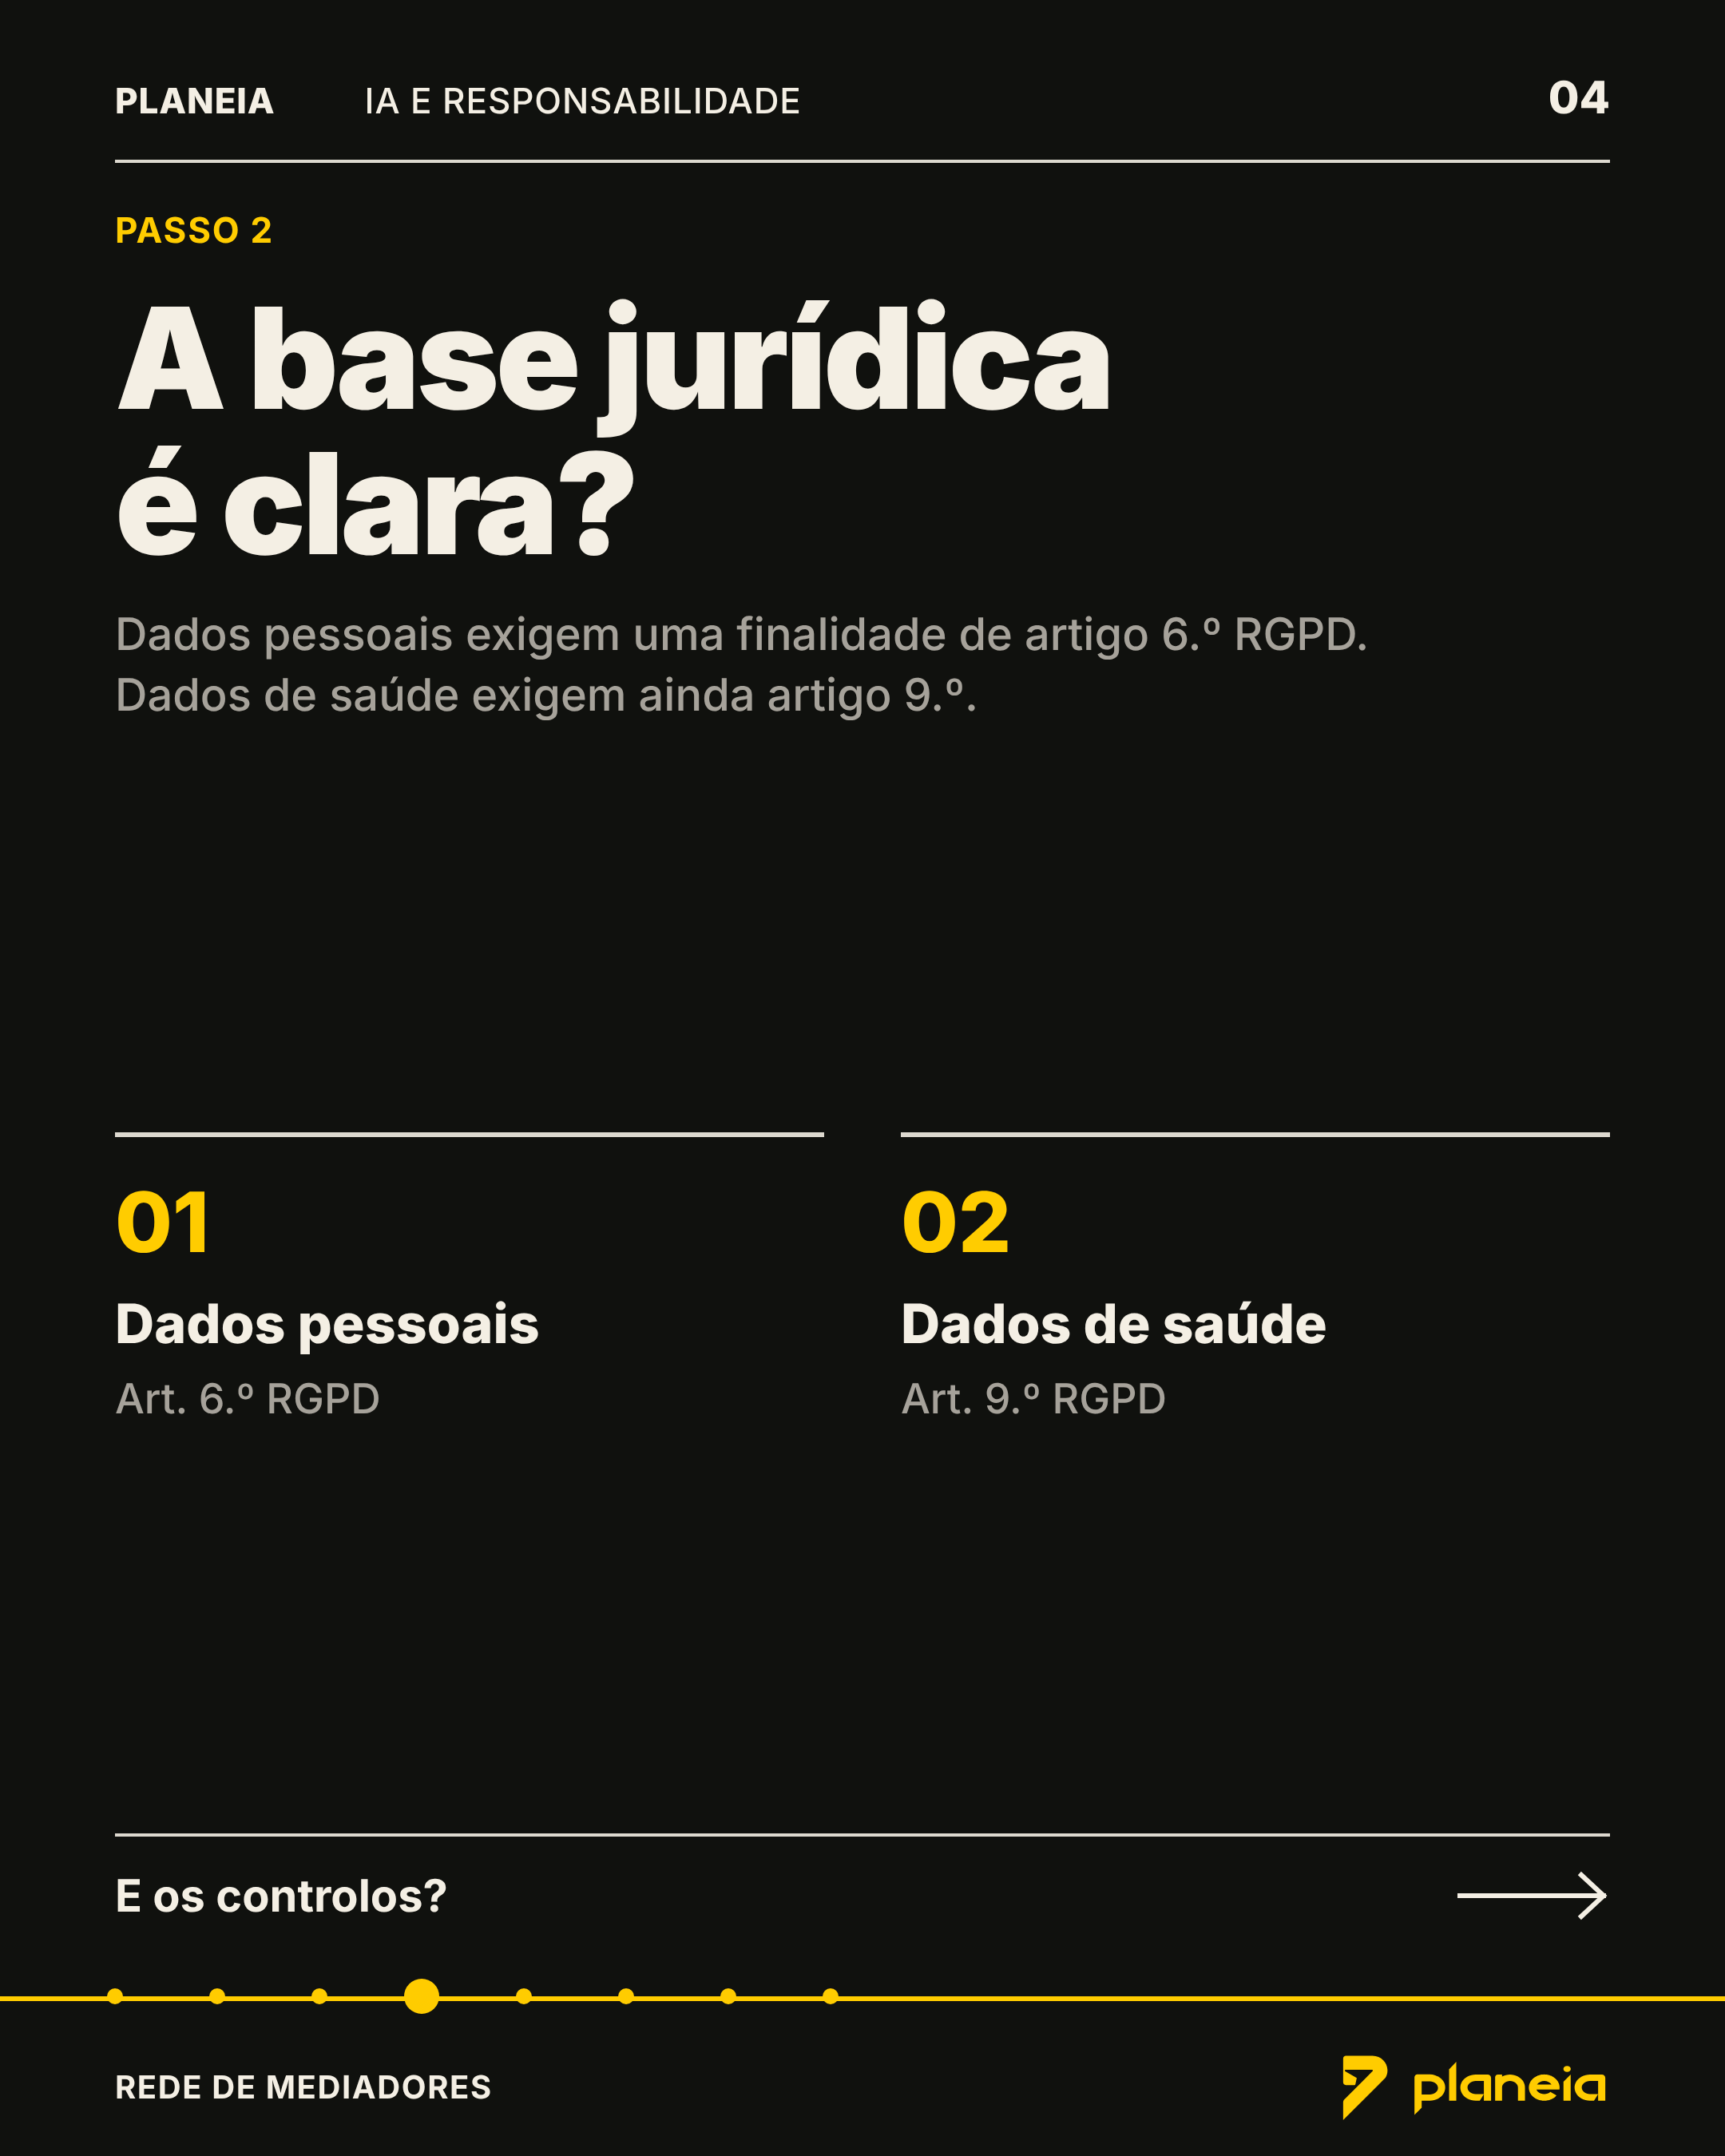 PLANEIA IA E RESPONSABILIDADE 04
PASSO 2
A base jurídica
é clara?
Dados pessoais exigem uma finalidade de artigo 6.º RGPD.
Dados de saúde exigem ainda artigo 9.º.
01
Dados pessoais
Art. 6.º RGPD
02
Dados de saúde
Art. 9.º RGPD
E os controlos?
REDE DE MEDIADORES
planeia